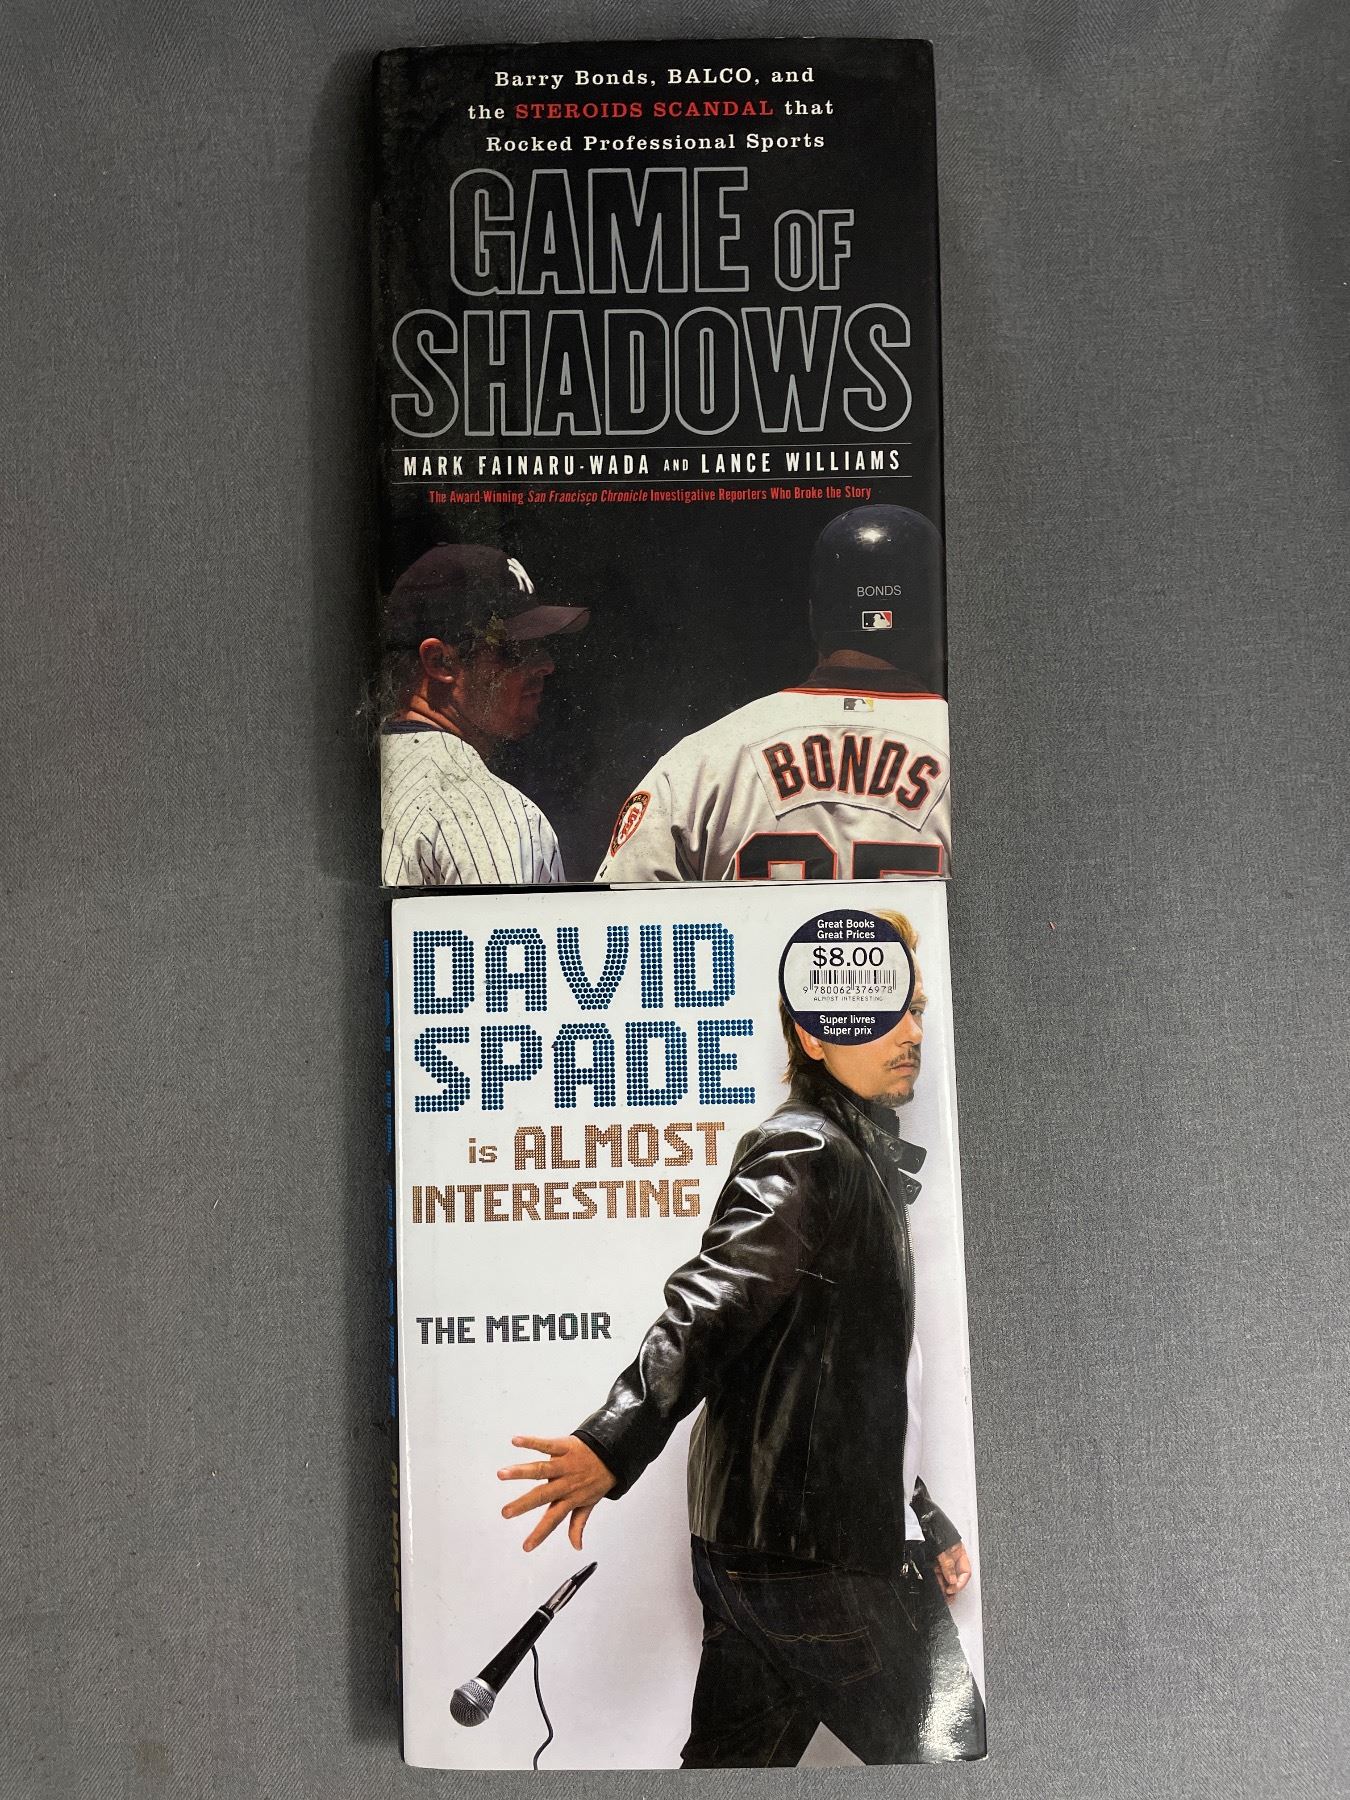 Barry Bonds, BALCO, and
the STEROIDS SCANDAL that
Rocked Professional Sports
GAME OF
SHADOWS
MARK FAINARU-WADA AND LANCE WILLIAMS
The Award-Winning San Francisco Chronicle Investigative Reporters Who Broke the Story
NY
BONDS
BONDS
25
DAVID
SPADE
is ALMOST
INTERESTING
THE MEMOIR
Great Books
Great Prices
$8.00
9 780062 376978
ALMOST INTERESTING
Super livres
Super prix